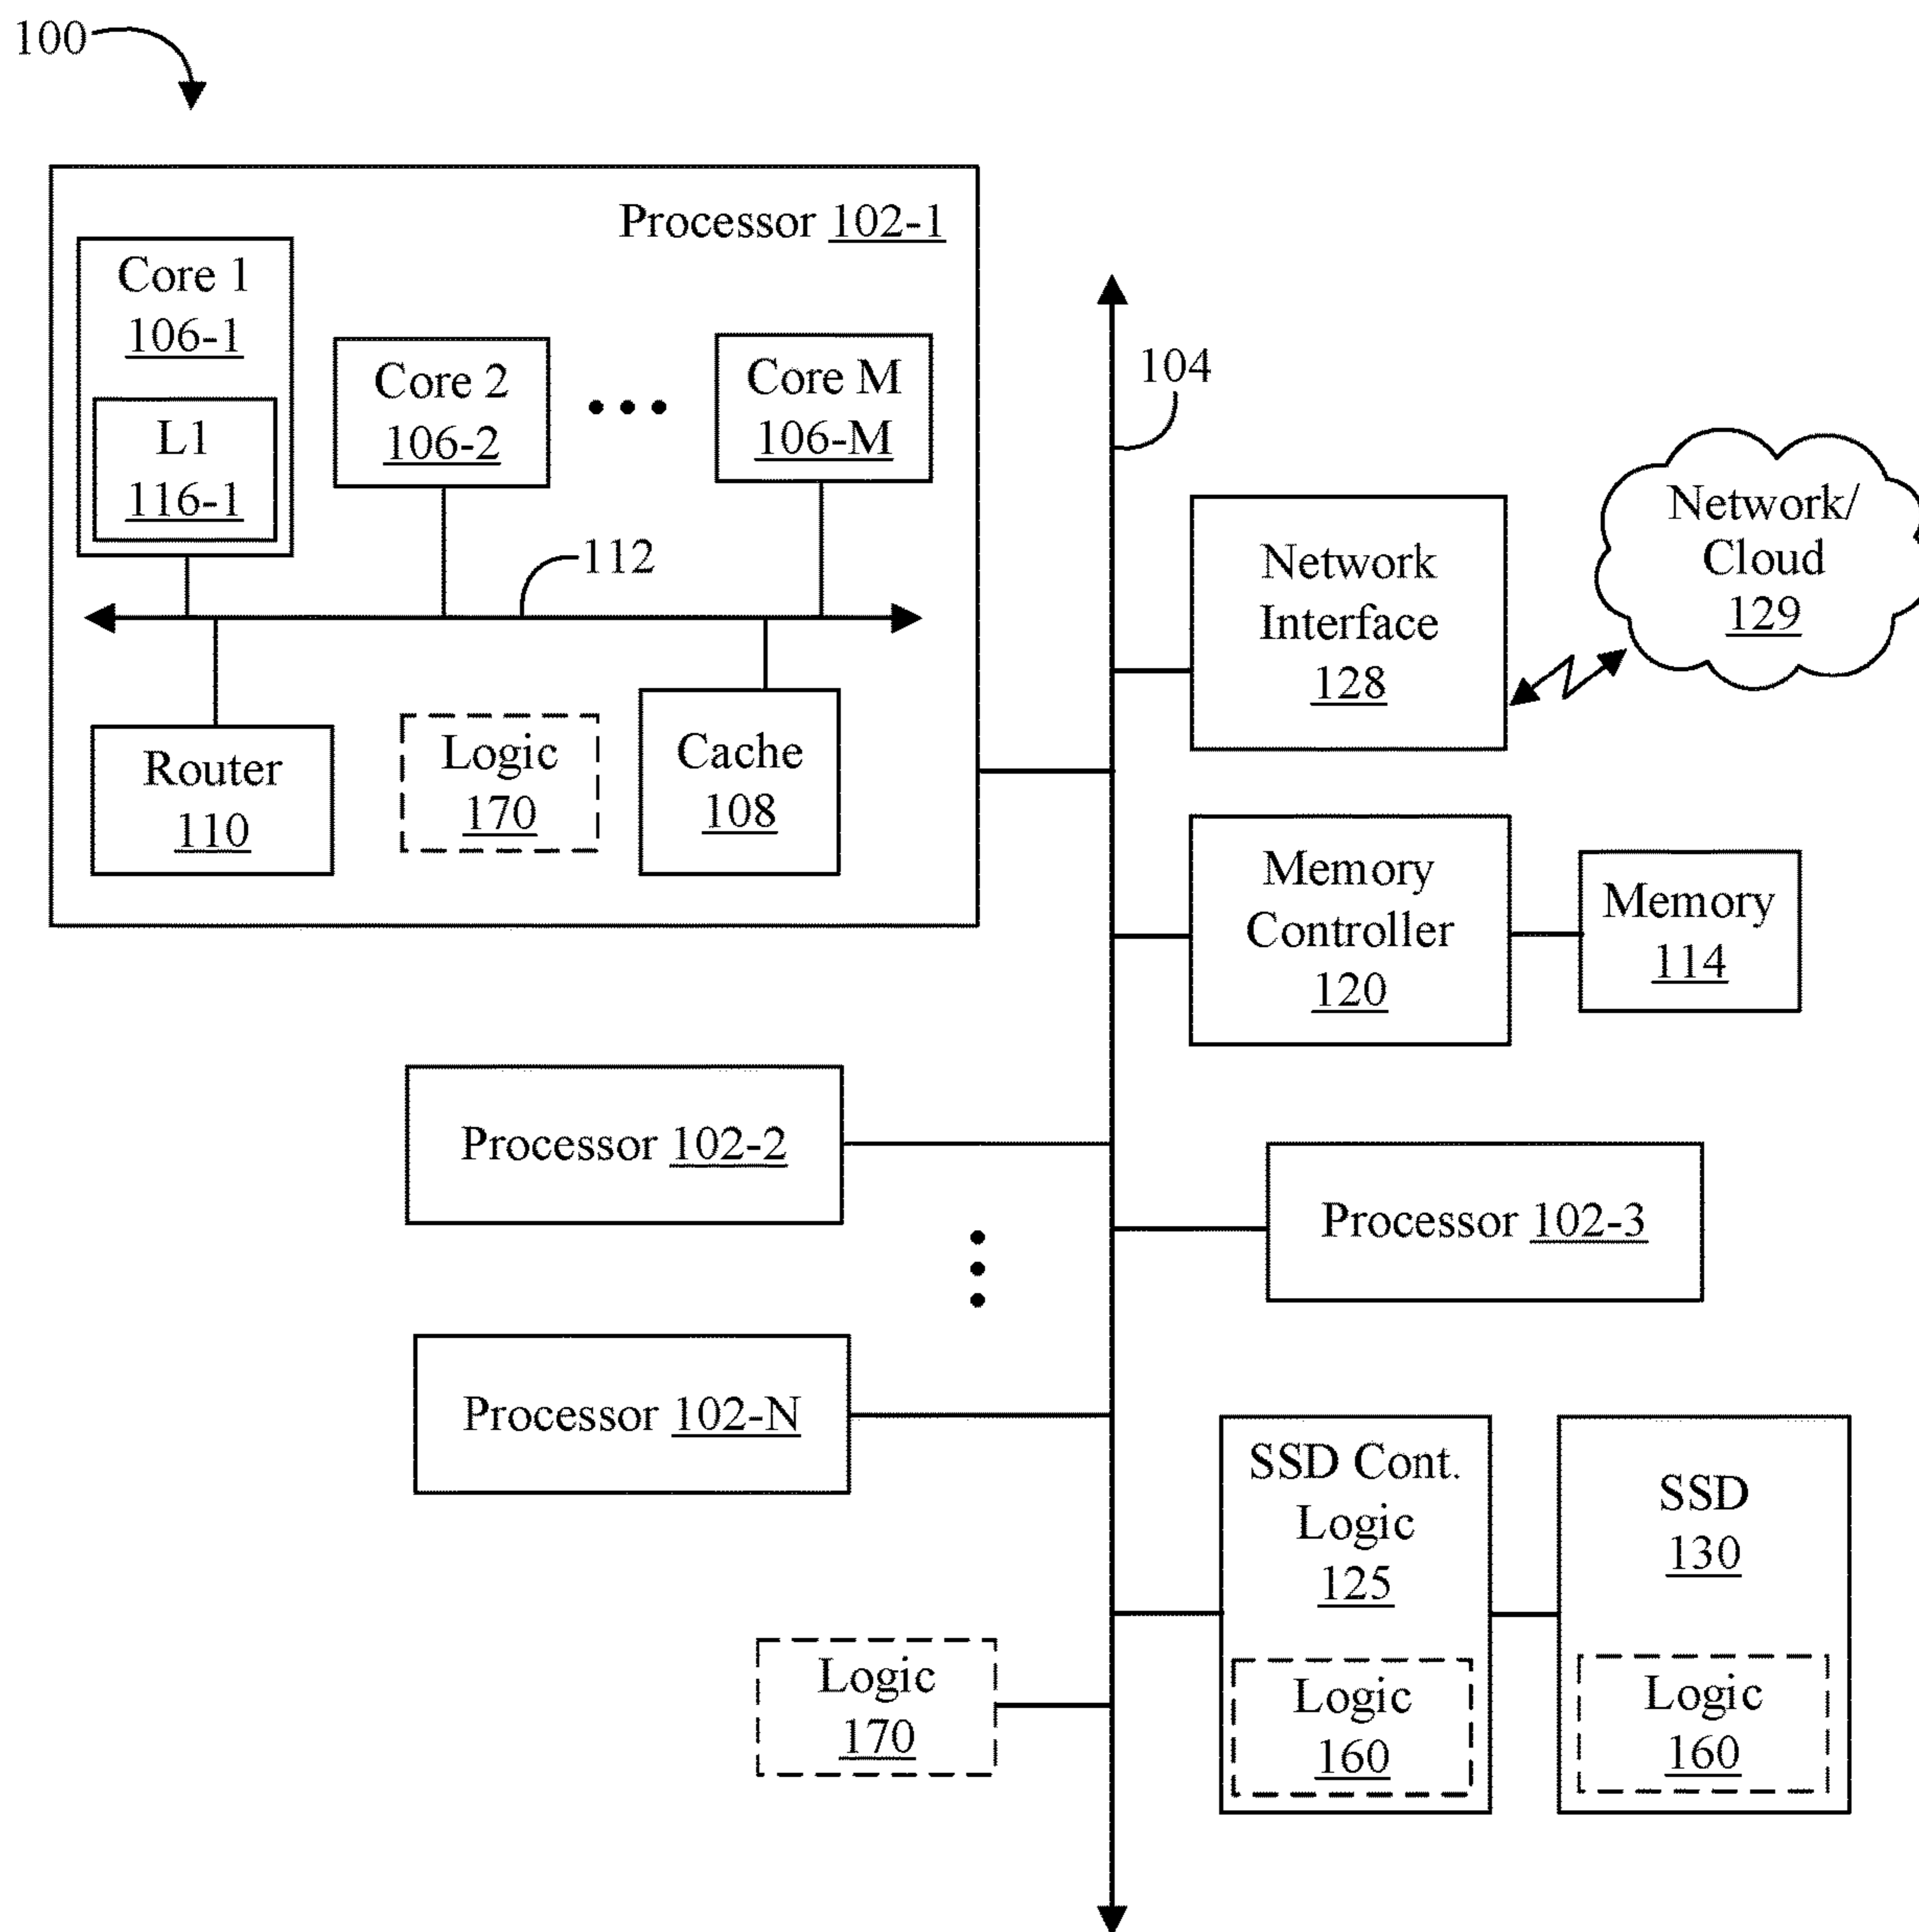 100
Processor 102-1
Core 1
106-1
L1
116-1
Core 2
106-2
Core M
106-M
112
Router
110
Logic
170
Cache
108
104
Network
Interface
128
Network/
Cloud
129
Memory
Controller
120
Memory
114
Processor 102-2
Processor 102-3
Processor 102-N
SSD Cont.
Logic
125
Logic
160
SSD
130
Logic
160
Logic
170